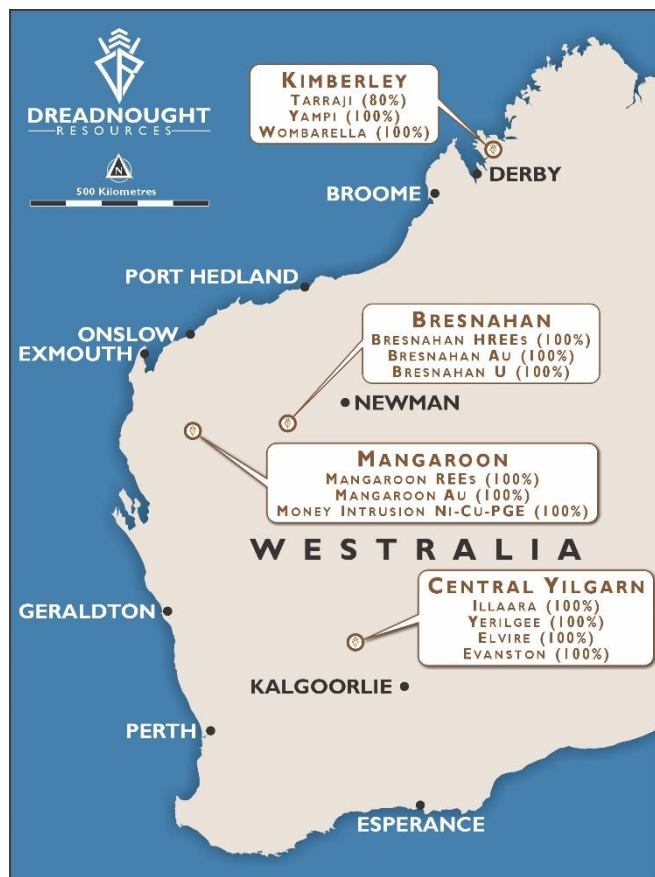 DREADNOUGHT
RESOURCES
N
500 Kilometres
KIMBERLEY
TARRAJI (80%)
YAMPI (100%)
WOMBARELLA (100%)
DERBY
BROOME
PORT HEDLAND
ONSLOW
EXMOUTH
BRESNAHAN
BRESNAHAN HREES (100%)
BRESNAHAN AU (100%)
BRESNAHAN U (100%)
NEWMAN
MANGAROON
MANGAROON REES (100%)
MANGAROON AU (100%)
MONEY INTRUSION NI-CU-PGE (100%)
WESTRALIA
CENTRAL YILGARN
ILLAARA (100%)
YERILGEE (100%)
ELVIRE (100%)
EVANSTON (100%)
GERALDTON
KALGOORLIE
PERTH
ESPERANCE